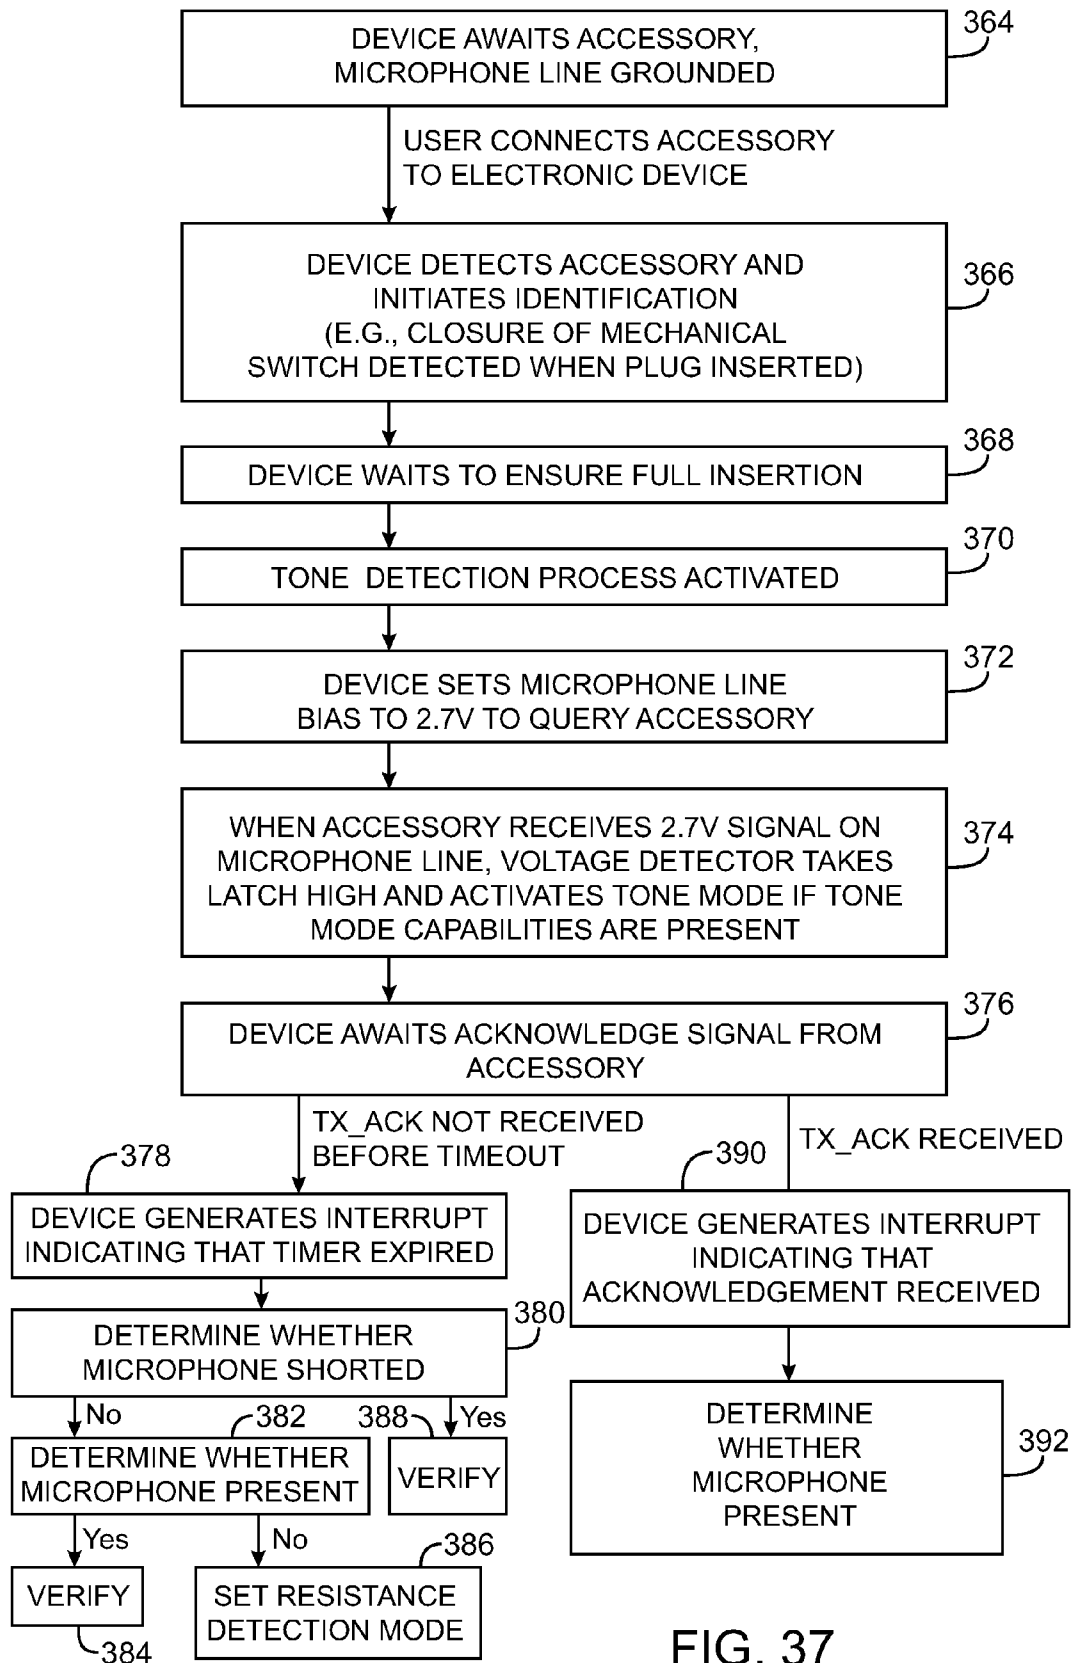 DEVICE AWAITS ACCESSORY,
MICROPHONE LINE GROUNDED
364
USER CONNECTS ACCESSORY
TO ELECTRONIC DEVICE
DEVICE DETECTS ACCESSORY AND
INITIATES IDENTIFICATION
(E.G., CLOSURE OF MECHANICAL
SWITCH DETECTED WHEN PLUG INSERTED)
366
DEVICE WAITS TO ENSURE FULL INSERTION
368
TONE DETECTION PROCESS ACTIVATED
370
DEVICE SETS MICROPHONE LINE
BIAS TO 2.7V TO QUERY ACCESSORY
372
WHEN ACCESSORY RECEIVES 2.7V SIGNAL ON
MICROPHONE LINE, VOLTAGE DETECTOR TAKES
LATCH HIGH AND ACTIVATES TONE MODE IF TONE
MODE CAPABILITIES ARE PRESENT
374
DEVICE AWAITS ACKNOWLEDGE SIGNAL FROM
ACCESSORY
376
TX_ACK NOT RECEIVED
BEFORE TIMEOUT
TX_ACK RECEIVED
378
DEVICE GENERATES INTERRUPT
INDICATING THAT TIMER EXPIRED
390
DEVICE GENERATES INTERRUPT
INDICATING THAT
ACKNOWLEDGEMENT RECEIVED
DETERMINE WHETHER
MICROPHONE SHORTED
380
No
382
388
Yes
DETERMINE WHETHER
MICROPHONE PRESENT
VERIFY
DETERMINE
WHETHER
MICROPHONE
PRESENT
392
Yes
No
386
VERIFY
384
SET RESISTANCE
DETECTION MODE
FIG. 37